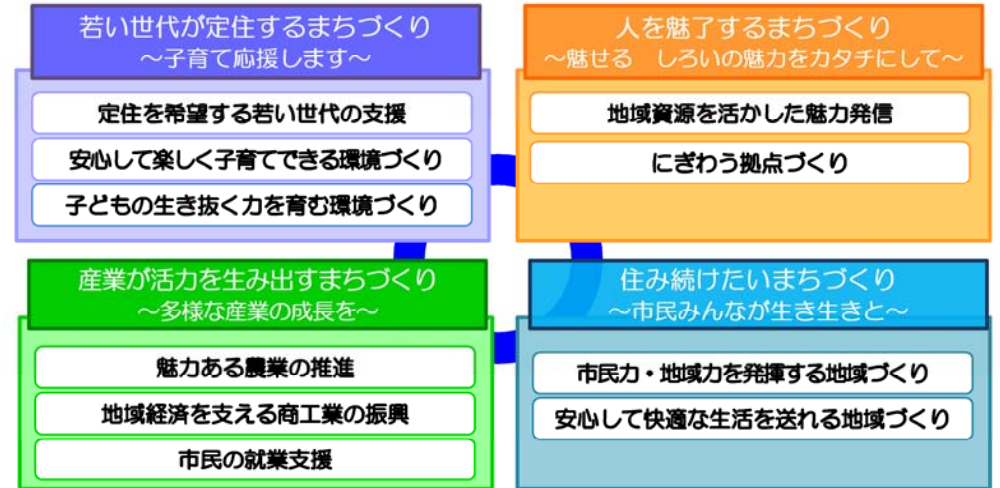 若い世代が定住するまちづくり
～子育て応援します～
定住を希望する若い世代の支援
安心して楽しく子育てできる環境づくり
子どもの生き抜く力を育む環境づくり
人を魅了するまちづくり
～魅せる　しろいの魅力をカタチにして～
地域資源を活かした魅力発信
にぎわう拠点づくり
産業が活力を生み出すまちづくり
～多様な産業の成長を～
魅力ある農業の推進
地域経済を支える商工業の振興
市民の就業支援
住み続けたいまちづくり
～市民みんなが生き生きと～
市民力・地域力を発揮する地域づくり
安心して快適な生活を送れる地域づくり